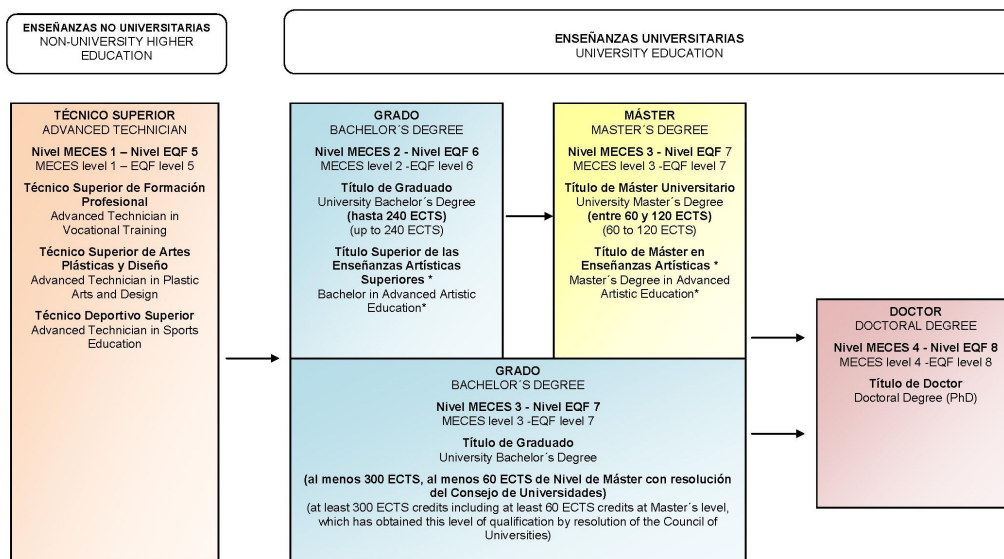 ENSEÑANZAS NO UNIVERSITARIAS
NON-UNIVERSITY HIGHER
EDUCATION
ENSEÑANZAS UNIVERSITARIAS
UNIVERSITY EDUCATION
TÉCNICO SUPERIOR
ADVANCED TECHNICIAN
Nivel MECES 1 – Nivel EQF 5
MECES level 1 – EQF level 5
Técnico Superior de Formación
Profesional
Advanced Technician in
Vocational Training
Técnico Superior de Artes
Plásticas y Diseño
Advanced Technician in Plastic
Arts and Design
Técnico Deportivo Superior
Advanced Technician in Sports
Education
GRADO
BACHELOR´S DEGREE
Nivel MECES 2 - Nivel EQF 6
MECES level 2 -EQF level 6
Título de Graduado
University Bachelor´s Degree
(hasta 240 ECTS)
(up to 240 ECTS)
Título Superior de las
Enseñanzas Artísticas
Superiores *
Bachelor in Advanced Artistic
Education*
MÁSTER
MASTER´S DEGREE
Nivel MECES 3 - Nivel EQF 7
MECES level 3 -EQF level 7
Título de Máster Universitario
University Master´s Degree
(entre 60 y 120 ECTS)
(60 to 120 ECTS)
Título de Máster en
Enseñanzas Artísticas *
Master´s Degree in Advanced
Artistic Education*
GRADO
BACHELOR´S DEGREE
Nivel MECES 3 - Nivel EQF 7
MECES level 3 -EQF level 7
Título de Graduado
University Bachelor´s Degree
(al menos 300 ECTS, al menos 60 ECTS de Nivel de Máster con resolución
del Consejo de Universidades)
(at least 300 ECTS credits including at least 60 ECTS credits at Master´s level,
which has obtained this level of qualification by resolution of the Council of
Universities)
DOCTOR
DOCTORAL DEGREE
Nivel MECES 4 - Nivel EQF 8
MECES level 4 -EQF level 8
Título de Doctor
Doctoral Degree (PhD)